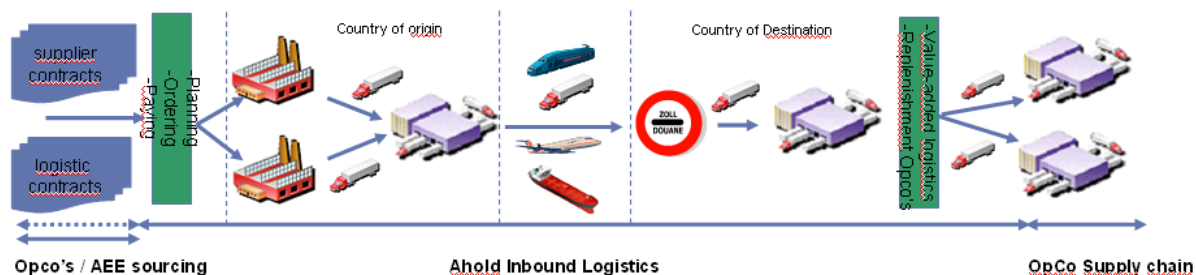 supplier
contracts
logistic
contracts
-Planning
-Ordering
-Paying
Country of origin
ZOLL
DOUANE
Country of Destination
-Value-added logistics
-Replenishment Opco's
Opco's / AEE sourcing
Ahold Inbound Logistics
OpCo Supply chain